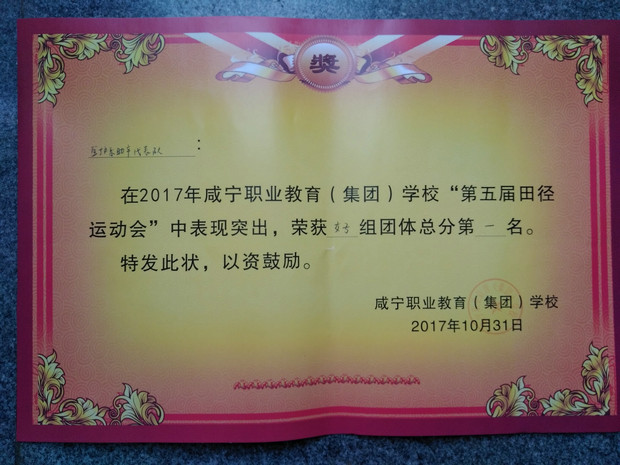 奖
：
在2017年咸宁职业教育（集团）学校“第五届田径
运动会”中表现突出，荣获 女子 组团体总分第 一 名。
特发此状，以资鼓励。
咸宁职业教育（集团）学校
2017年10月31日